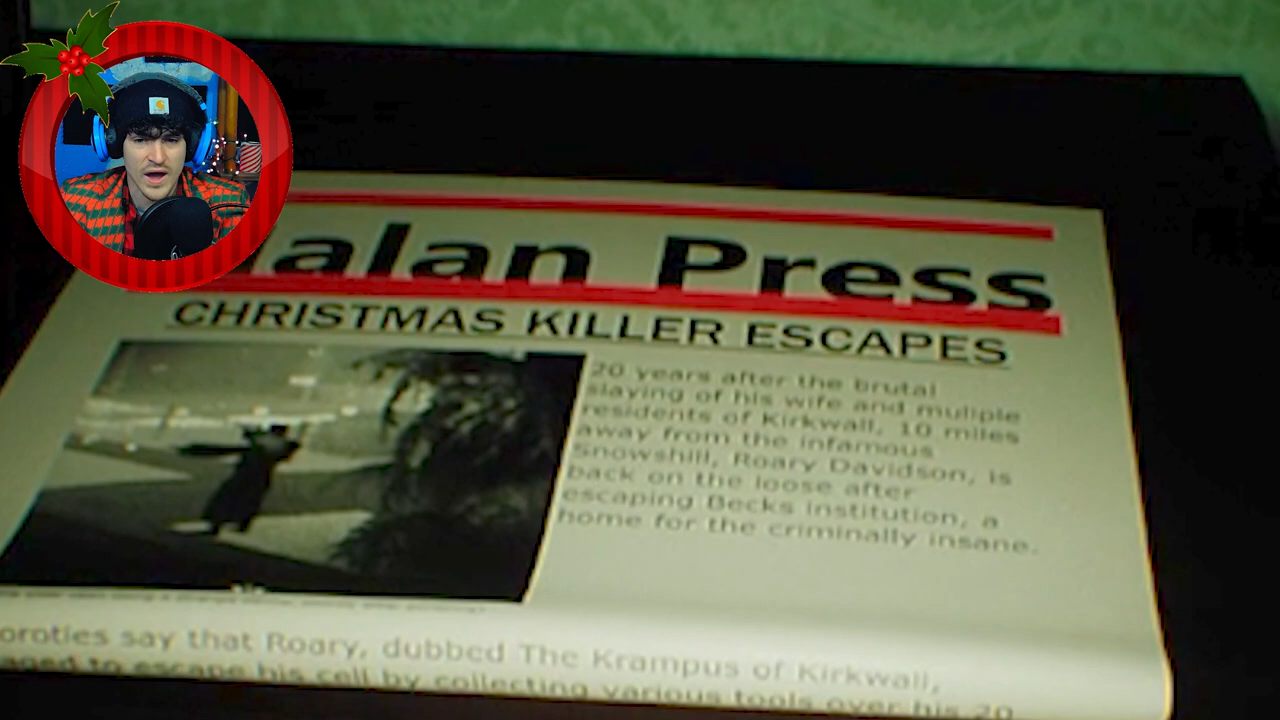 alan Press
CHRISTMAS KILLER ESCAPES
20 years after the brutal
slaying of his wife and muliple
residents of Kirkwall, 10 miles
away from the infamous
Snowshill, Roary Davidson, is
back on the loose after
escaping Becks institution, a
home for the criminally insane.
oroties say that Roary, dubbed The Krampus of Kirkwall,
aged to escape his cell by collecting various tools over his 20